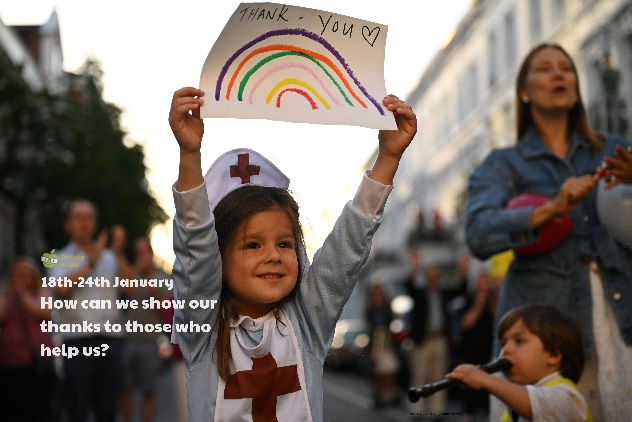 THANK. YOU ♡
18th-24th January
How can we show our
thanks to those who
help us?